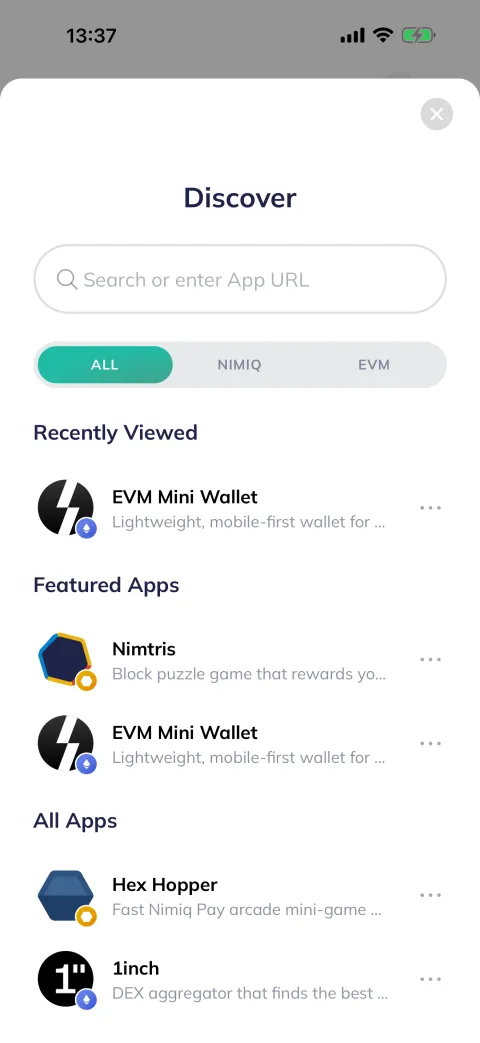 13:37
Discover
Search or enter App URL
ALL NIMIQ EVM
Recently Viewed
EVM Mini Wallet
Lightweight, mobile-first wallet for ...
Featured Apps
Nimtris
Block puzzle game that rewards yo...
EVM Mini Wallet
Lightweight, mobile-first wallet for ...
All Apps
Hex Hopper
Fast Nimiq Pay arcade mini-game ...
1"
1inch
DEX aggregator that finds the best ...